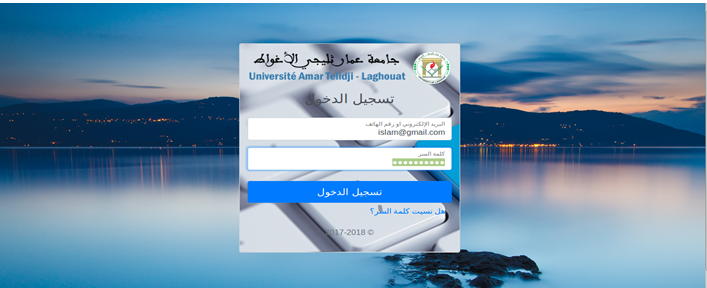 جامعة عمار ثليجي الأغواط
Université Amar Telidji - Laghouat
تسجيل الدخول
البريد الإلكتروني او رقم الهاتف
islam@gmail.com
كلمة السر
تسجيل الدخول
هل نسيت كلمة السر؟
© 2017-2018